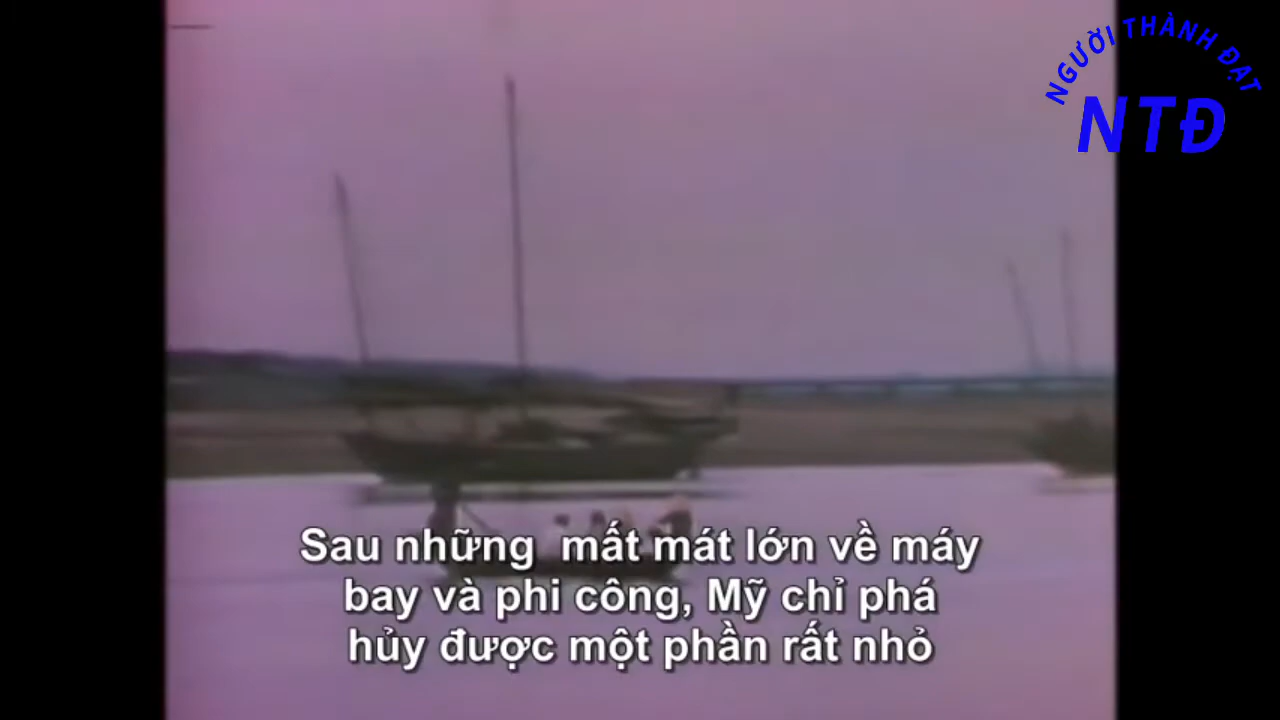 NGƯỜI THÀNH ĐẠT
NTĐ
Sau những mất mát lớn về máy
bay và phi công, Mỹ chỉ phá
hủy được một phần rất nhỏ